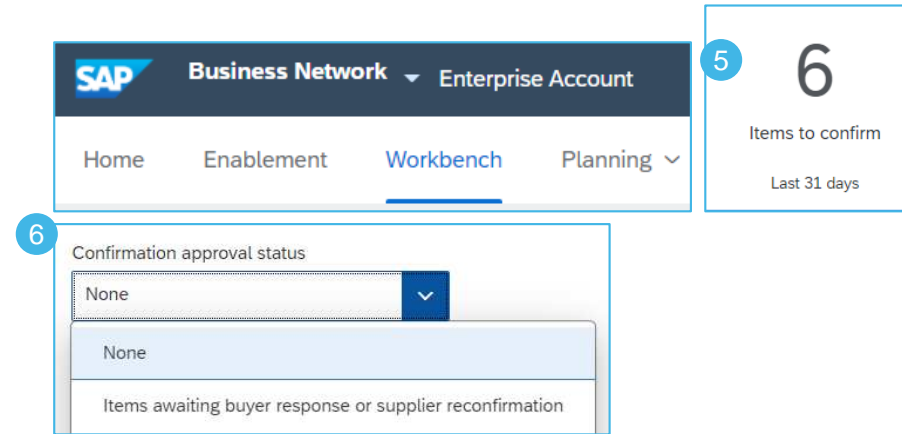 SAP Business Network Enterprise Account
Home Enablement Workbench Planning
5
6
Items to confirm
Last 31 days
6
Confirmation approval status
None
None
Items awaiting buyer response or supplier reconfirmation